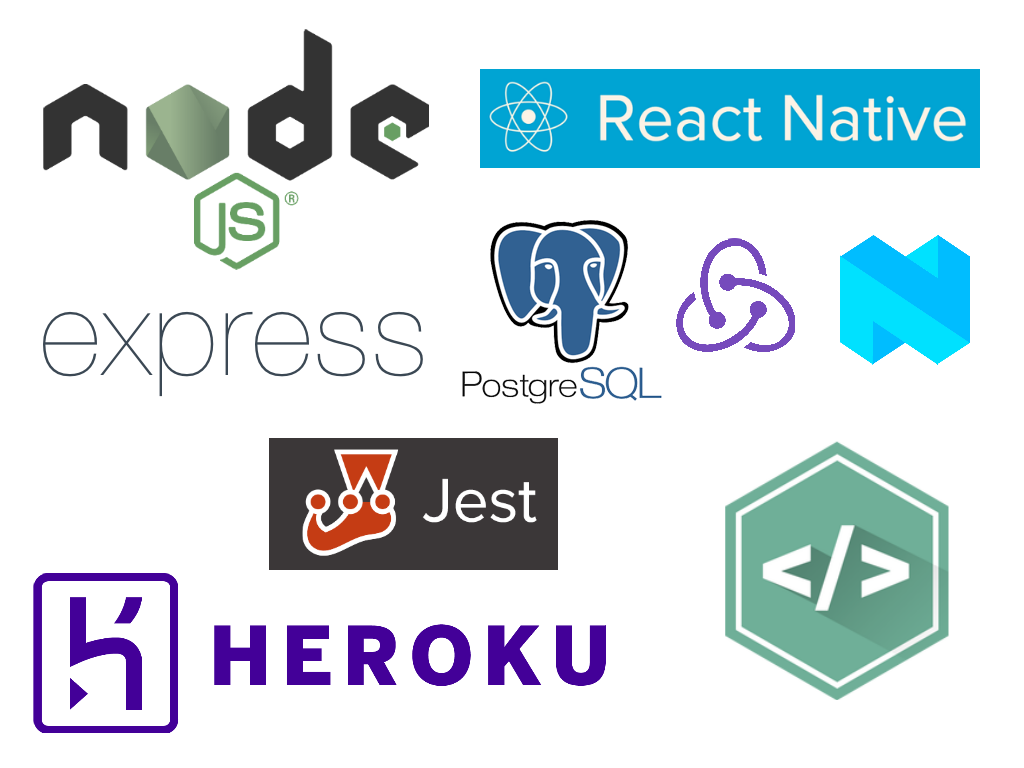 node
JS®
React Native
express
PostgreSQL
Jest
</>
HEROKU